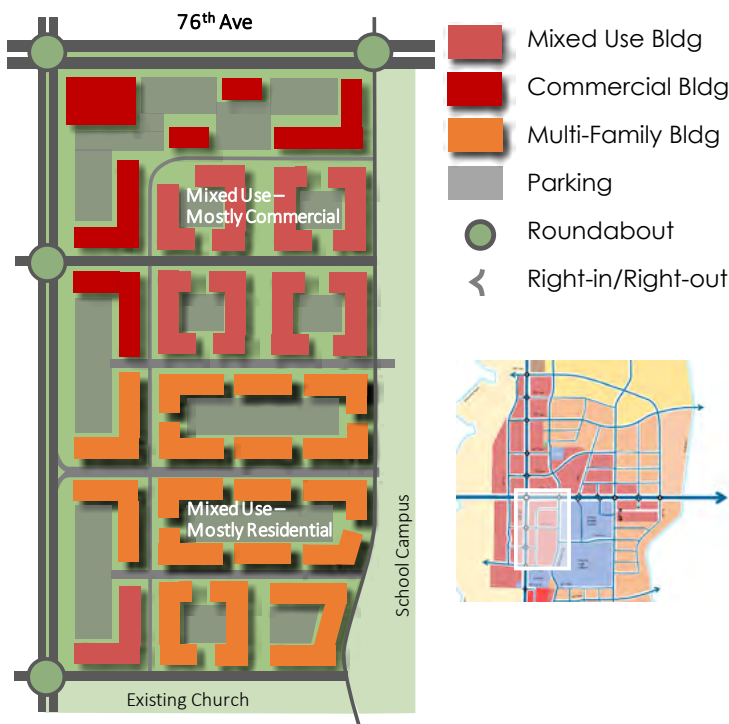 76th Ave
Mixed Use Bldg
Commercial Bldg
Multi-Family Bldg
Parking
Roundabout
Right-in/Right-out
Mixed Use –
Mostly Commercial
Mixed Use –
Mostly Residential
School Campus
Existing Church